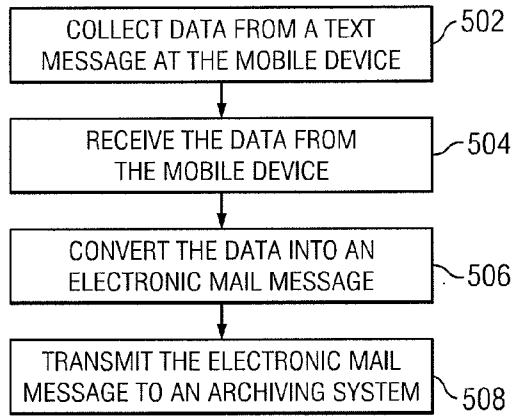 COLLECT DATA FROM A TEXT
MESSAGE AT THE MOBILE DEVICE
502
RECEIVE THE DATA FROM
THE MOBILE DEVICE
504
CONVERT THE DATA INTO AN
ELECTRONIC MAIL MESSAGE
506
TRANSMIT THE ELECTRONIC MAIL
MESSAGE TO AN ARCHIVING SYSTEM
508